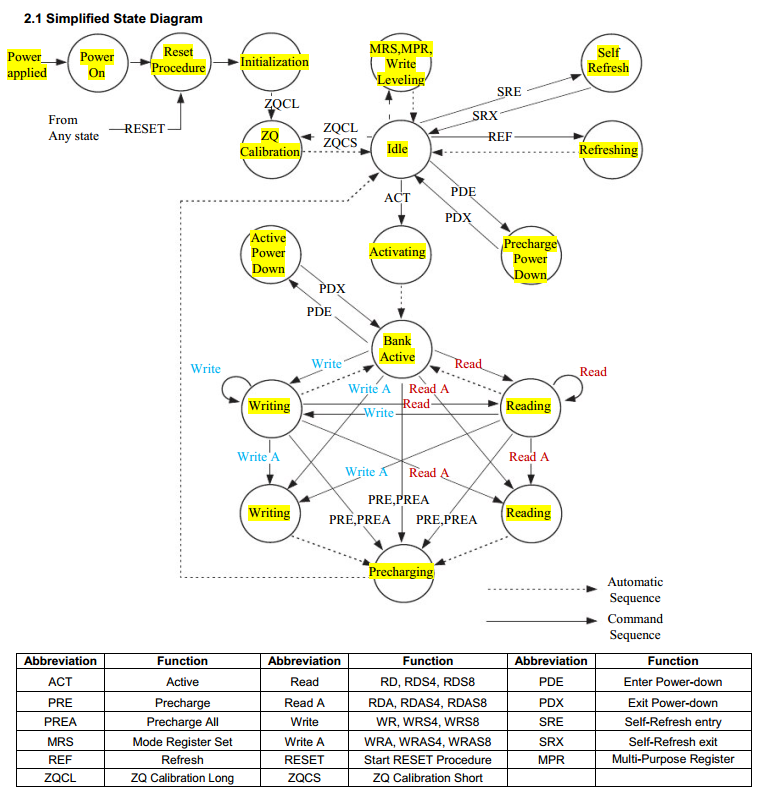 2.1 Simplified State Diagram
Power
applied
Power
On
Reset
Procedure
Initialization
MRS,MPR,
Write
Leveling
Self
Refresh
ZQCL
SRE
SRX
From
Any state
RESET
ZQ
Calibration
ZQCL
ZQCS
Idle
REF
Refreshing
ACT
PDE
PDX
Active
Power
Down
Activating
Precharge
Power
Down
PDX
PDE
Bank
Active
Write
Write
Read
Read
Write A
Read A
Writing
Read
Write
Reading
Write A
Read A
Write A
Read A
PRE,PREA
Writing
PRE,PREA
PRE,PREA
Reading
Precharging
Automatic
Sequence
Command
Sequence
Abbreviation Function Abbreviation Function Abbreviation Function
ACT Active Read RD, RDS4, RDS8 PDE Enter Power-down
PRE Precharge Read A RDA, RDAS4, RDAS8 PDX Exit Power-down
PREA Precharge All Write WR, WRS4, WRS8 SRE Self-Refresh entry
MRS Mode Register Set Write A WRA, WRAS4, WRAS8 SRX Self-Refresh exit
REF Refresh RESET Start RESET Procedure MPR Multi-Purpose Register
ZQCL ZQ Calibration Long ZQCS ZQ Calibration Short